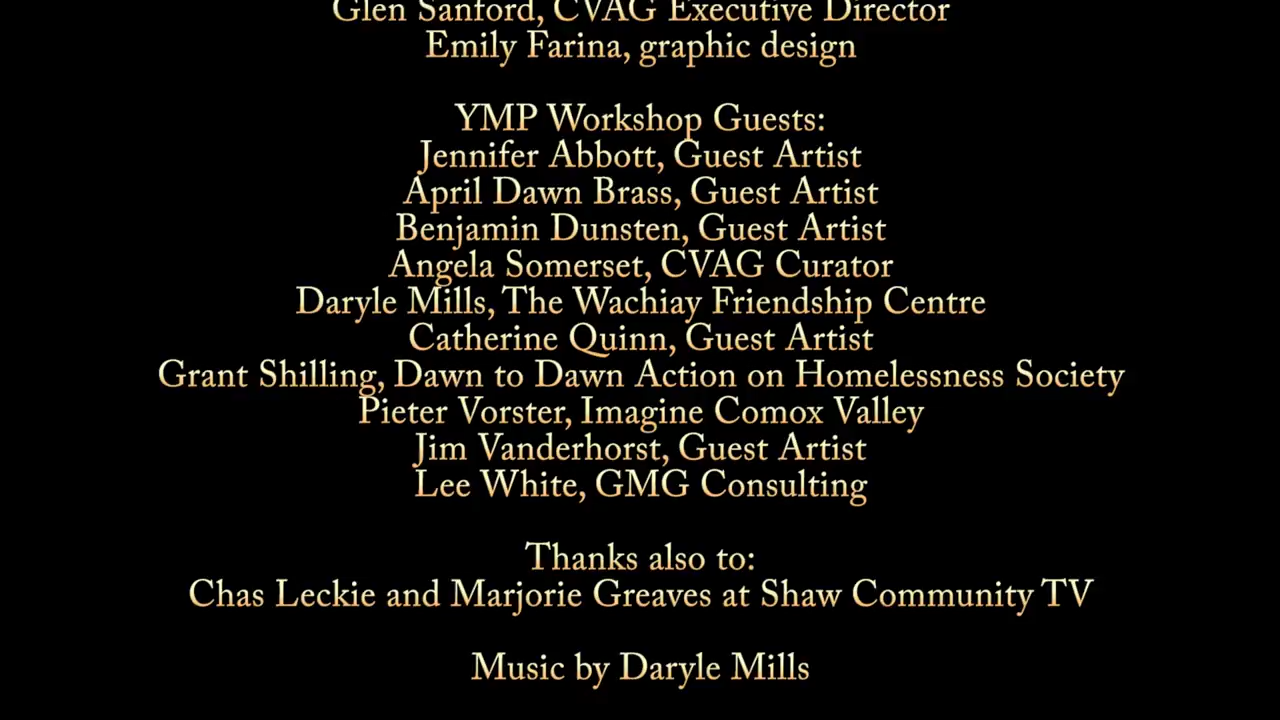 Glen Sanford, CVAG Executive Director
Emily Farina, graphic design
YMP Workshop Guests:
Jennifer Abbott, Guest Artist
April Dawn Brass, Guest Artist
Benjamin Dunsten, Guest Artist
Angela Somerset, CVAG Curator
Daryle Mills, The Wachiay Friendship Centre
Catherine Quinn, Guest Artist
Grant Shilling, Dawn to Dawn Action on Homelessness Society
Pieter Vorster, Imagine Comox Valley
Jim Vanderhorst, Guest Artist
Lee White, GMG Consulting
Thanks also to:
Chas Leckie and Marjorie Greaves at Shaw Community TV
Music by Daryle Mills